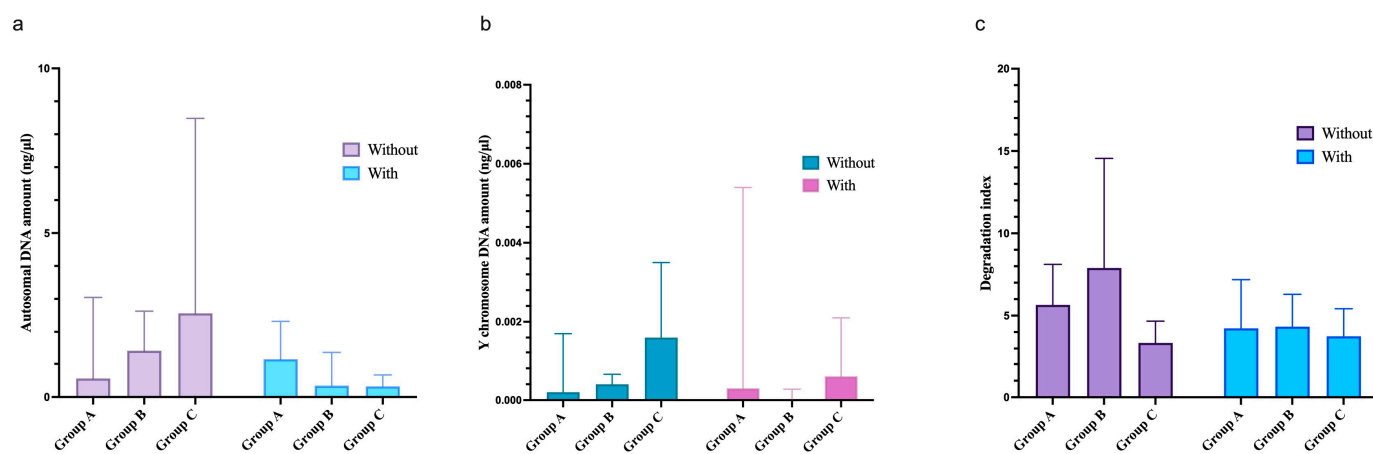 a
Autosomal DNA amount (ng/µl)
10
5
0
Without
With
Group A
Group B
Group C
Group A
Group B
Group C
b
Y chromosome DNA amount (ng/µl)
0.008
0.006
0.004
0.002
0.000
Without
With
Group A
Group B
Group C
Group A
Group B
Group C
c
Degradation index
20
15
10
5
0
Without
With
Group A
Group B
Group C
Group A
Group B
Group C